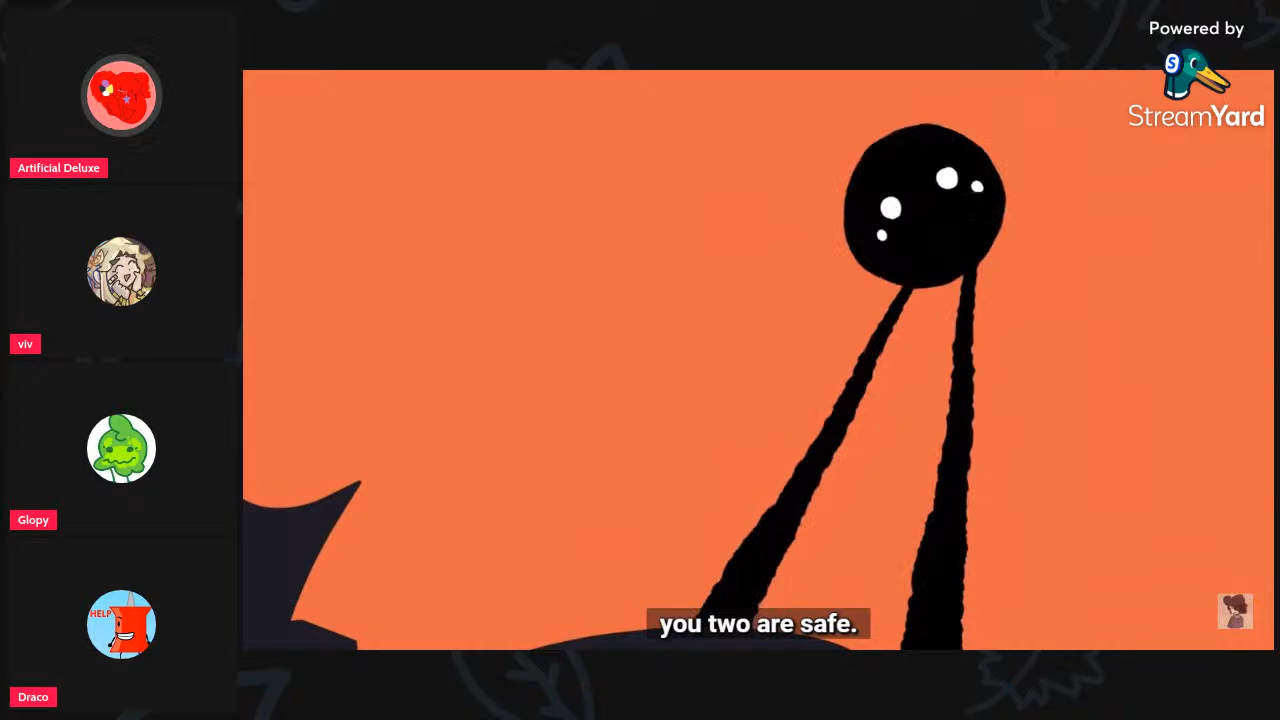 Powered by
StreamYard
S
Artificial Deluxe
viv
Glopy
HELP
Draco
you two are safe.